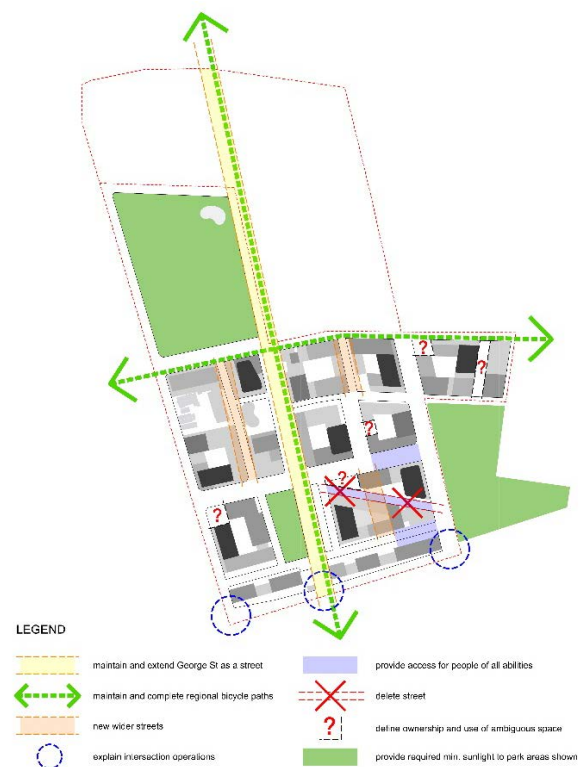 ?
?
?
?
?
LEGEND
maintain and extend George St as a street
maintain and complete regional bicycle paths
new wider streets
explain intersection operations
provide access for people of all abilities
delete street
? define ownership and use of ambiguous space
provide required min. sunlight to park areas shown